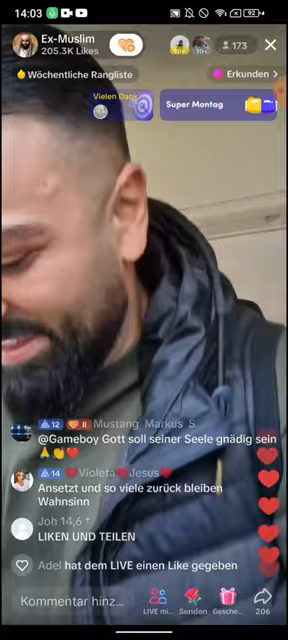 14:03
92
Ex-Muslim
205.3K Likes
173
Wöchentliche Rangliste
Erkunden >
Vielen Dank
Super Montag
12 II Mustang Markus S
@Gameboy Gott soll seiner Seele gnädig sein 🙏👏❤️
14 Violeta♥️Jesus♥️
Ansetzt und so viele zurück bleiben
Wahnsinn
Joh 14,6 †
LIKEN UND TEILEN
Adel hat dem LIVE einen Like gegeben
Kommentar hinz...
LIVE mi...
Senden
Gesche...
206